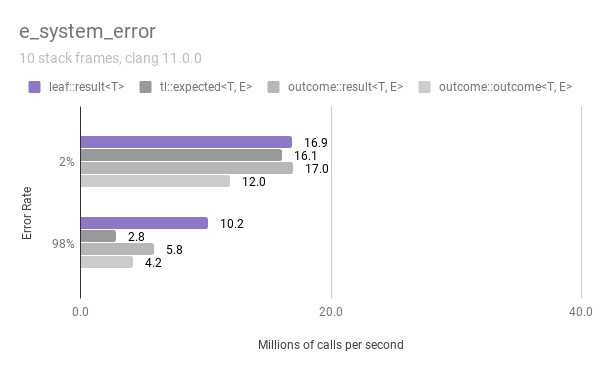 e_system_error
10 stack frames, clang 11.0.0
leaf::result<T> tl::expected<T, E> outcome::result<T, E> outcome::outcome<T, E>
Error Rate
2%
16.9
16.1
17.0
12.0
98%
10.2
2.8
5.8
4.2
0.0 20.0 40.0
Millions of calls per second